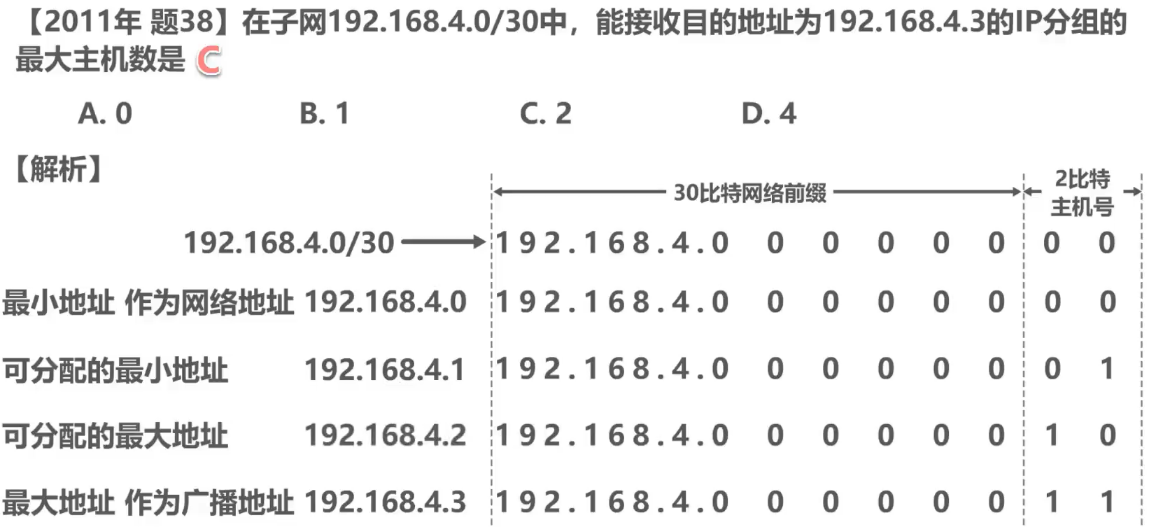 【2011年 题38】在子网192.168.4.0/30中，能接收目的地址为192.168.4.3的IP分组的
最大主机数是 C
A. 0 B. 1 C. 2 D. 4
【解析】
30比特网络前缀 2比特
主机号
192.168.4.0/30 192.168.4.0 0 0 0 0 0 0 0
最小地址 作为网络地址 192.168.4.0 192.168.4.0 0 0 0 0 0 0 0
可分配的最小地址 192.168.4.1 192.168.4.0 0 0 0 0 0 0 1
可分配的最大地址 192.168.4.2 192.168.4.0 0 0 0 0 0 1 0
最大地址 作为广播地址 192.168.4.3 192.168.4.0 0 0 0 0 0 1 1